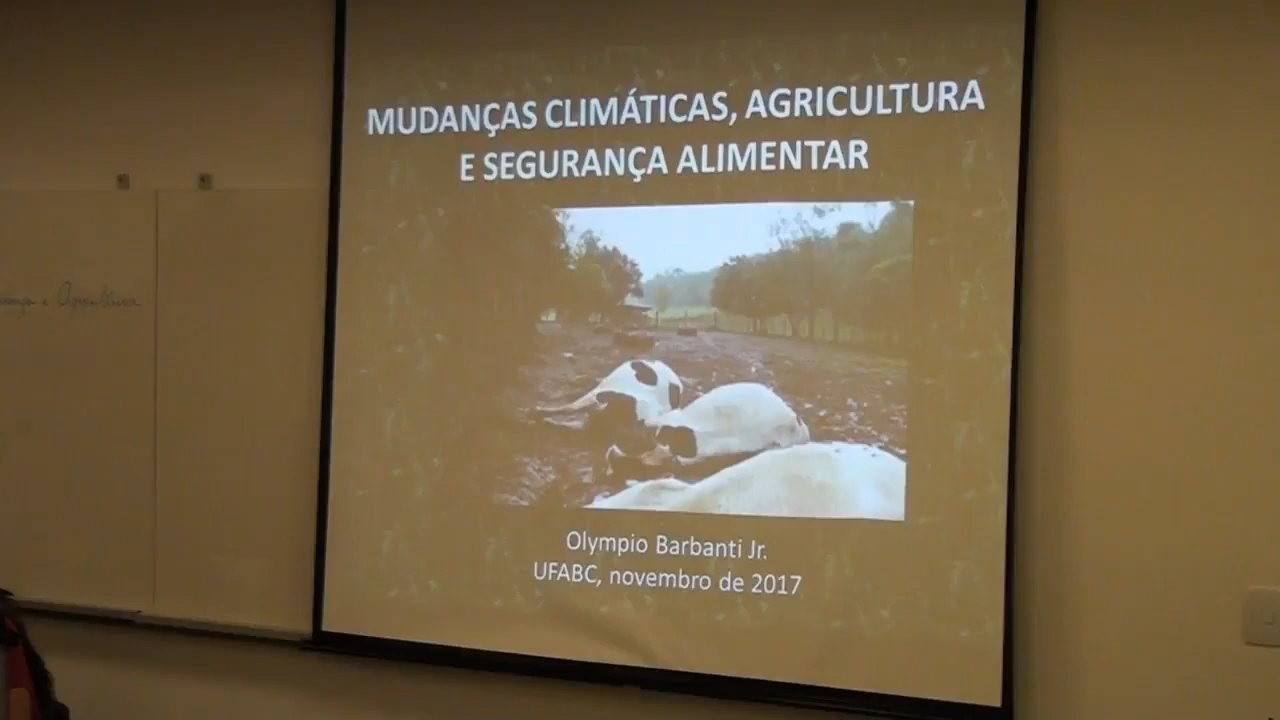 MUDANÇAS CLIMÁTICAS, AGRICULTURA
E SEGURANÇA ALIMENTAR
Olympio Barbanti Jr.
UFABC, novembro de 2017